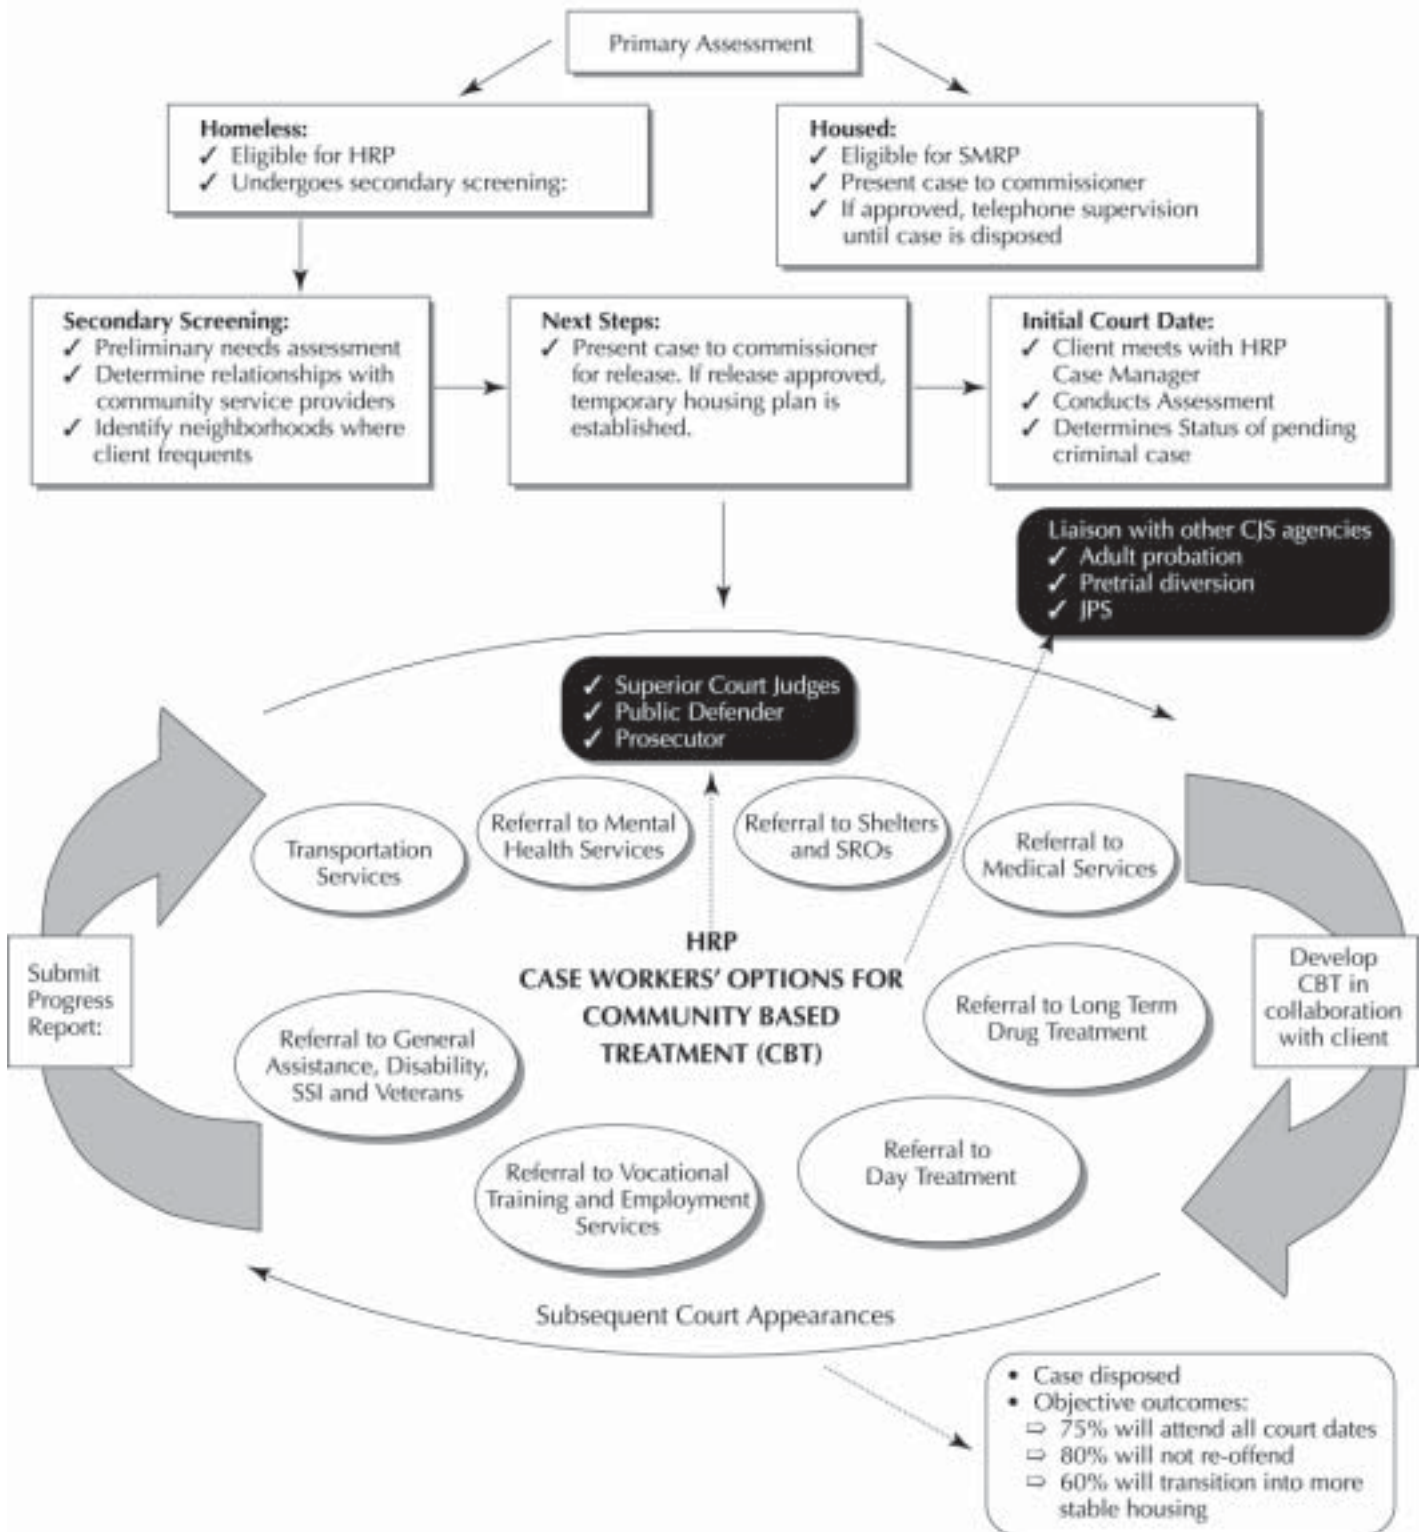 Primary Assessment
Homeless:
✓ Eligible for HRP
✓ Undergoes secondary screening:
Housed:
✓ Eligible for SMRP
✓ Present case to commissioner
✓ If approved, telephone supervision
until case is disposed
Secondary Screening:
✓ Preliminary needs assessment
✓ Determine relationships with
community service providers
✓ Identify neighborhoods where
client frequents
Next Steps:
✓ Present case to commissioner
for release. If release approved,
temporary housing plan is
established.
Initial Court Date:
✓ Client meets with HRP
Case Manager
✓ Conducts Assessment
✓ Determines Status of pending
criminal case
Liaison with other CJS agencies
✓ Adult probation
✓ Pretrial diversion
✓ JPS
✓ Superior Court Judges
✓ Public Defender
✓ Prosecutor
Transportation
Services
Referral to Mental
Health Services
Referral to Shelters
and SROs
Referral to
Medical Services
HRP
CASE WORKERS' OPTIONS FOR
COMMUNITY BASED
TREATMENT (CBT)
Submit
Progress
Report:
Develop
CBT in
collaboration
with client
Referral to Long Term
Drug Treatment
Referral to General
Assistance, Disability,
SSI and Veterans
Referral to Vocational
Training and Employment
Services
Referral to
Day Treatment
Subsequent Court Appearances
• Case disposed
• Objective outcomes:
⇨ 75% will attend all court dates
⇨ 80% will not re-offend
⇨ 60% will transition into more
stable housing